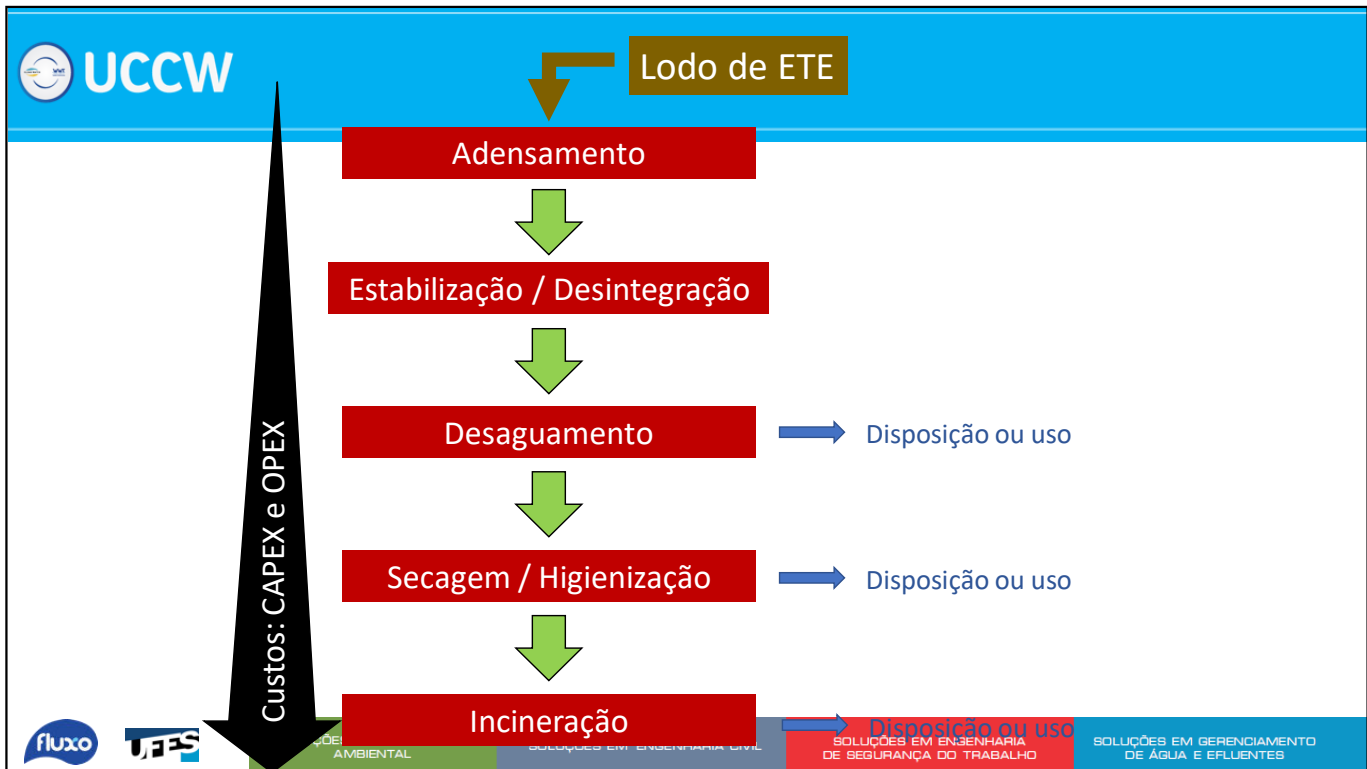 UCCW
Lodo de ETE
Adensamento
Estabilização / Desintegração
Desaguamento
Disposição ou uso
Secagem / Higienização
Disposição ou uso
Incineração
Disposição ou uso
Custos: CAPEX e OPEX
fluxo
UFES
AMBIENTAL
SOLUÇÕES EM ENGENHARIA CIVIL
SOLUÇÕES EM ENGENHARIA
DE SEGURANÇA DO TRABALHO
SOLUÇÕES EM GERENCIAMENTO
DE ÁGUA E EFLUENTES